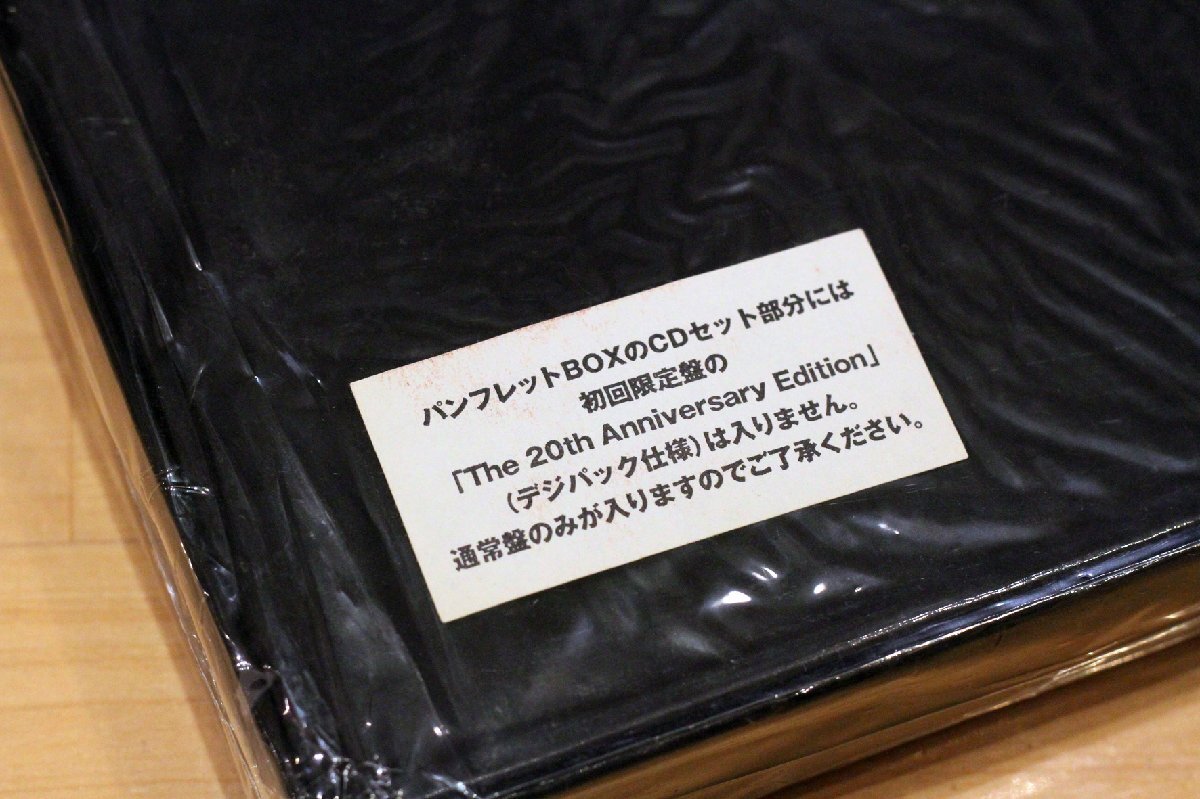 パンフレットBOXのCDセット部分には
初回限定盤の
「The 20th Anniversary Edition」
(デジパック仕様)は入りません。
通常盤のみが入りますのでご了承ください。